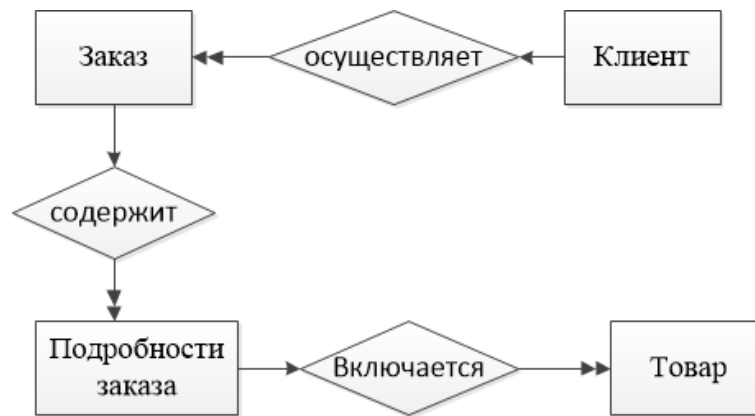 Заказ
осуществляет
Клиент
содержит
Подробности
заказа
Включается
Товар